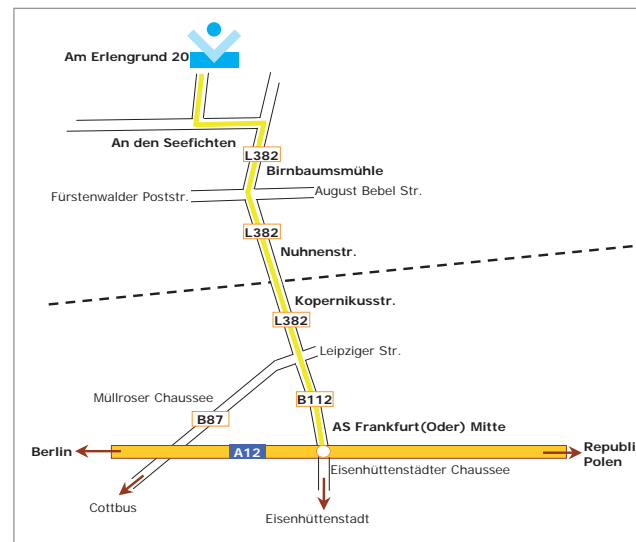 Am Erlengrund 20
An den Seefichten
L382
Birnbaumsmühle
Fürstenwalder Poststr.
August Bebel Str.
L382
Nuhnenstr.
Kopernikusstr.
L382
Leipziger Str.
Müllroser Chaussee
B112
B87
AS Frankfurt(Oder) Mitte
Berlin
A12
Republi
Polen
Eisenhüttenstädter Chaussee
Cottbus
Eisenhüttenstadt